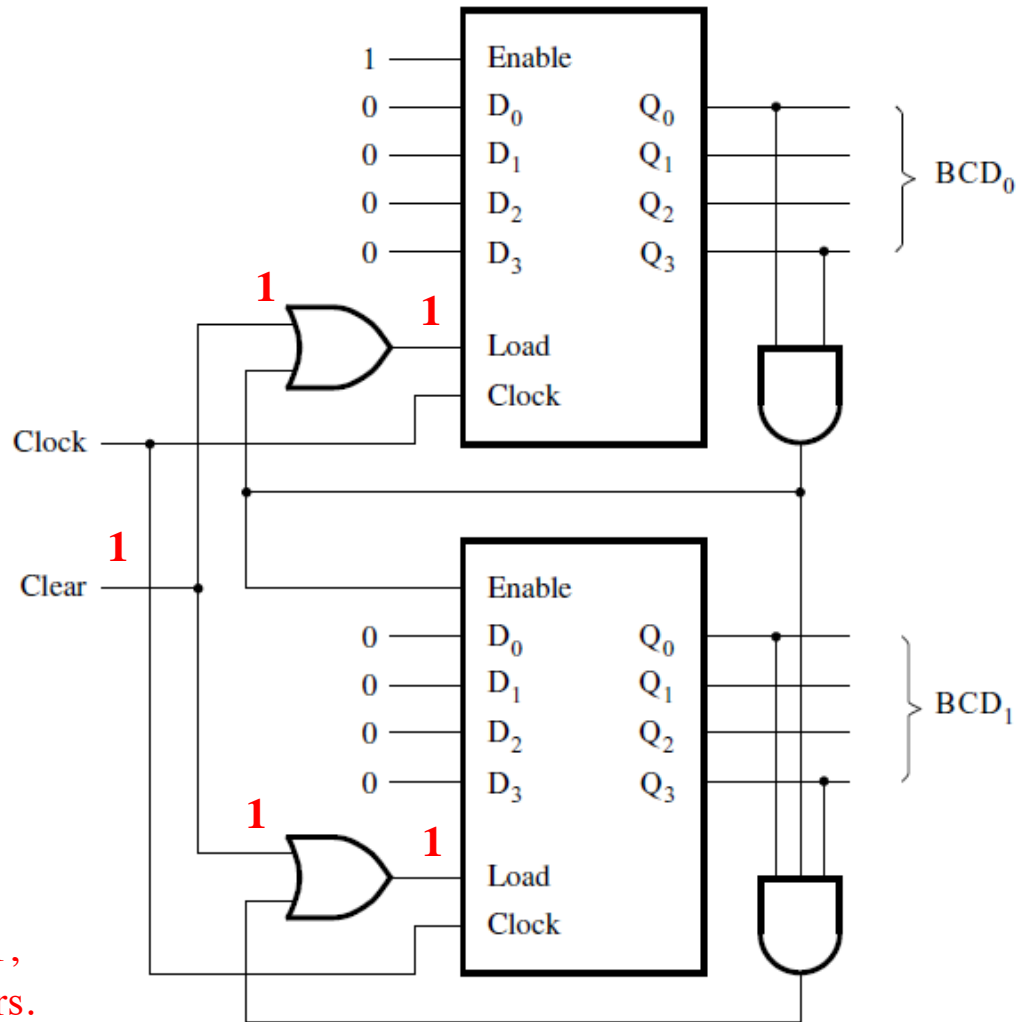 1 Enable
0 D0 Q0
0 D1 Q1
0 D2 Q2
0 D3 Q3
BCD0
1 1
Load
Clock
Clock
1
Clear
Enable
0 D0 Q0
0 D1 Q1
0 D2 Q2
0 D3 Q3
BCD1
1 1
Load
Clock
rs.